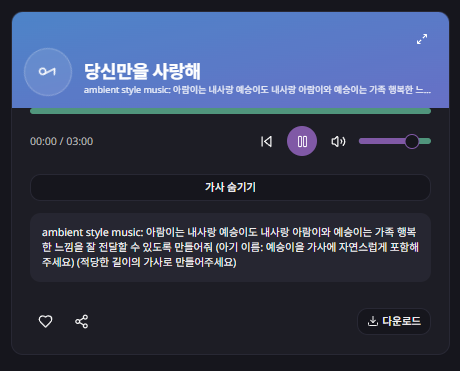 당신만을 사랑해
ambient style music: 아람이는 내사랑 예승이도 내사랑 아람이와 예승이는 가족 행복한 느...
00:00 / 03:00
가사 숨기기
ambient style music: 아람이는 내사랑 예승이도 내사랑 아람이와 예승이는 가족 행복
한 느낌을 잘 전달할 수 있도록 만들어줘 (아기 이름: 예승이을 가사에 자연스럽게 포함해
주세요) (적당한 길이의 가사로 만들어주세요)
다운로드